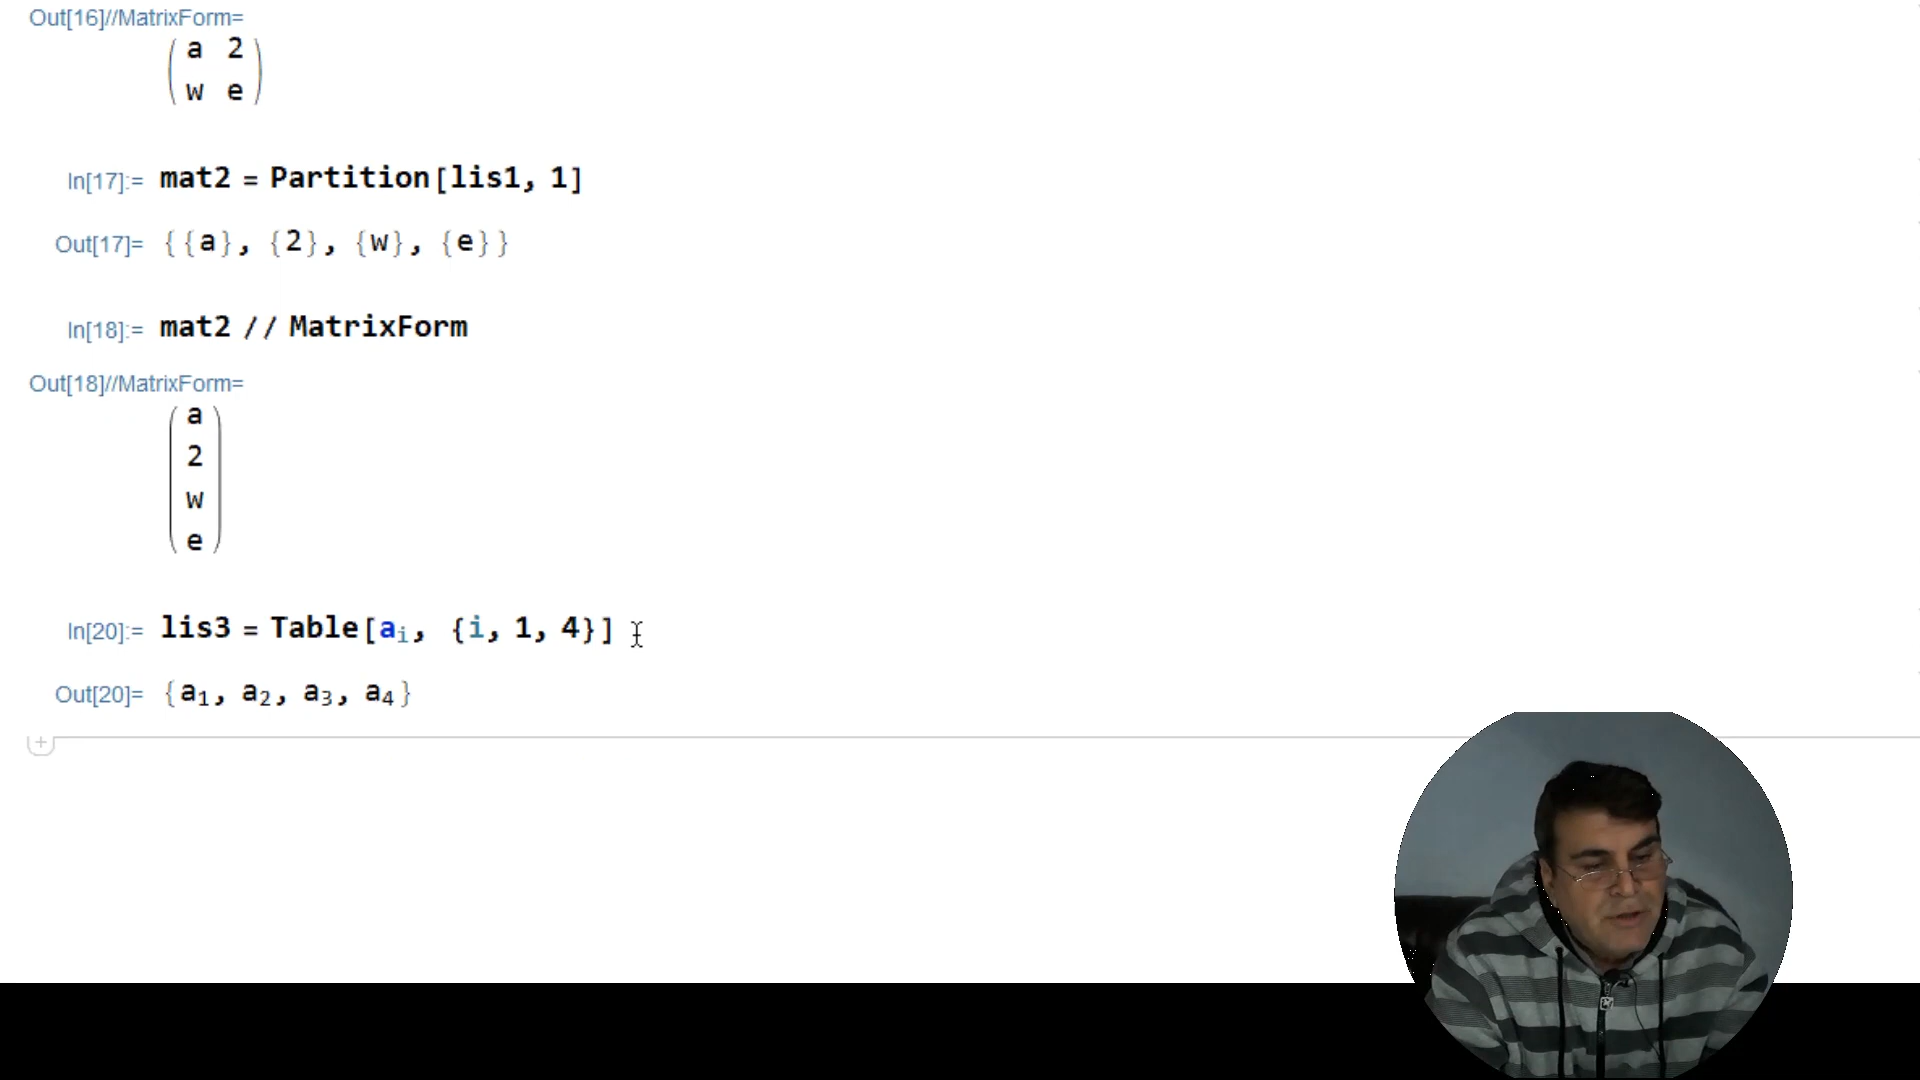 Out[16]//MatrixForm=
( a 2 )
( w e )
In[17]:= mat2 = Partition[lis1, 1]
Out[17]= {{a}, {2}, {w}, {e}}
In[18]:= mat2 // MatrixForm
Out[18]//MatrixForm=
( a )
( 2 )
( w )
( e )
In[20]:= lis3 = Table[aᵢ, {i, 1, 4}]
Out[20]= {a₁, a₂, a₃, a₄}